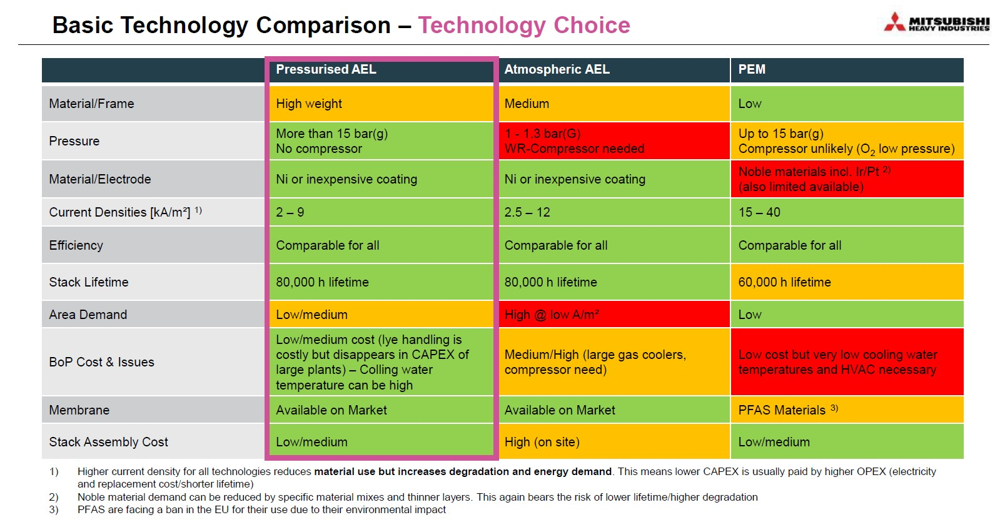 Basic Technology Comparison – Technology Choice
MITSUBISHI
HEAVY INDUSTRIES
Pressurised AEL
Atmospheric AEL
PEM
Material/Frame
High weight
Medium
Low
Pressure
More than 15 bar(g)
No compressor
1 - 1.3 bar(G)
WR-Compressor needed
Up to 15 bar(g)
Compressor unlikely (O₂ low pressure)
Material/Electrode
Ni or inexpensive coating
Ni or inexpensive coating
Noble materials incl. Ir/Pt ²⁾
(also limited available)
Current Densities [kA/m²] ¹⁾
2 – 9
2.5 – 12
15 – 40
Efficiency
Comparable for all
Comparable for all
Comparable for all
Stack Lifetime
80,000 h lifetime
80,000 h lifetime
60,000 h lifetime
Area Demand
Low/medium
High @ low A/m²
Low
BoP Cost & Issues
Low/medium cost (lye handling is
costly but disappears in CAPEX of
large plants) – Colling water
temperature can be high
Medium/High (large gas coolers,
compressor need)
Low cost but very low cooling water
temperatures and HVAC necessary
Membrane
Available on Market
Available on Market
PFAS Materials ³⁾
Stack Assembly Cost
Low/medium
High (on site)
Low/medium
1) Higher current density for all technologies reduces material use but increases degradation and energy demand. This means lower CAPEX is usually paid by higher OPEX (electricity
and replacement cost/shorter lifetime)
2) Noble material demand can be reduced by specific material mixes and thinner layers. This again bears the risk of lower lifetime/higher degradation
3) PFAS are facing a ban in the EU for their use due to their environmental impact